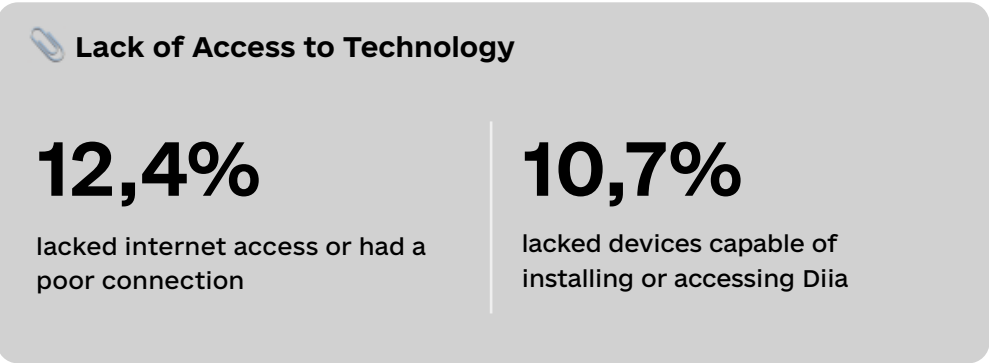 Lack of Access to Technology
12,4%
lacked internet access or had a
poor connection
10,7%
lacked devices capable of
installing or accessing Diia